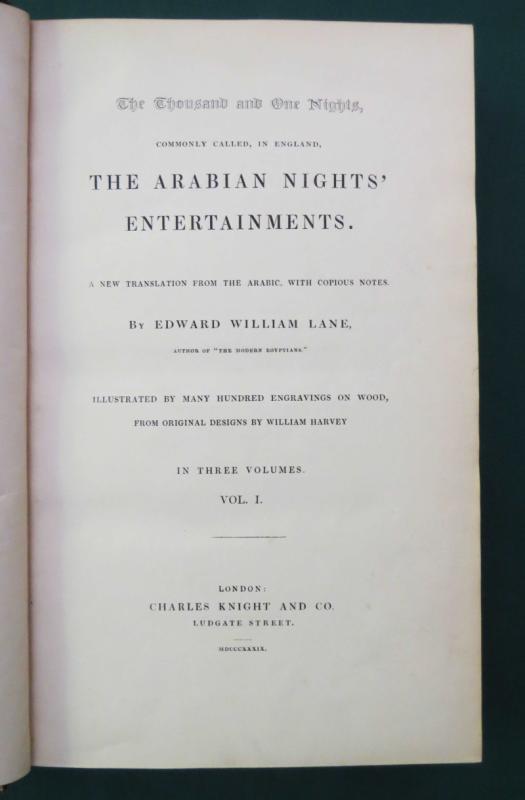 The Thousand and One Nights,
COMMONLY CALLED, IN ENGLAND,
THE ARABIAN NIGHTS'
ENTERTAINMENTS.
A NEW TRANSLATION FROM THE ARABIC, WITH COPIOUS NOTES.
BY EDWARD WILLIAM LANE,
AUTHOR OF "THE MODERN EGYPTIANS."
ILLUSTRATED BY MANY HUNDRED ENGRAVINGS ON WOOD,
FROM ORIGINAL DESIGNS BY WILLIAM HARVEY
IN THREE VOLUMES.
VOL. I.
LONDON:
CHARLES KNIGHT AND CO.
LUDGATE STREET.
MDCCCXXXIX.